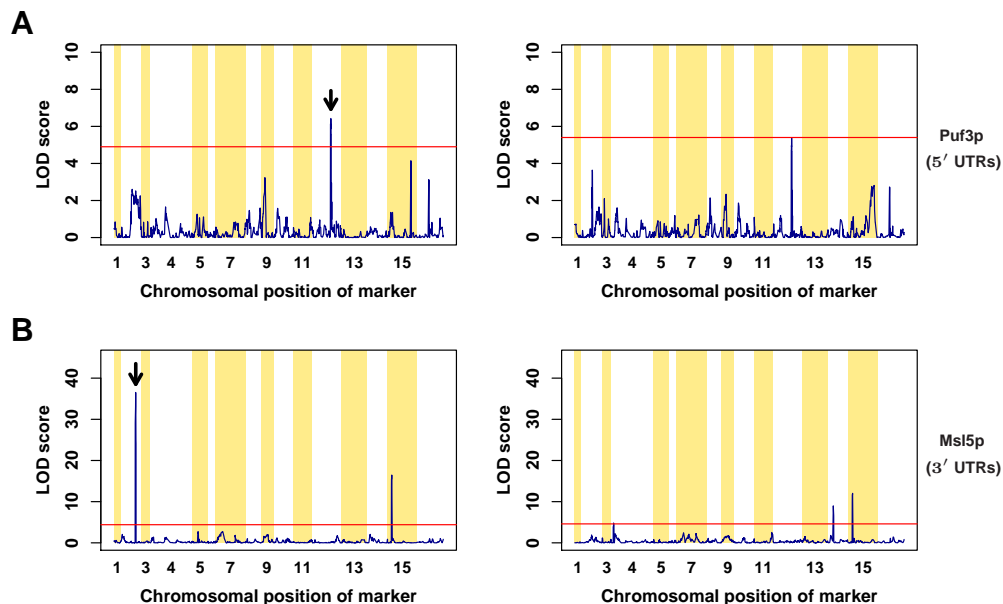 A
LOD score
10
8
6
4
2
0
1 3 4 5 7 9 11 13 15
Chromosomal position of marker
LOD score
10
8
6
4
2
0
1 3 4 5 7 9 11 13 15
Chromosomal position of marker
Puf3p
(5′ UTRs)
B
LOD score
40
30
20
10
0
1 3 4 5 7 9 11 13 15
Chromosomal position of marker
LOD score
40
30
20
10
0
1 3 4 5 7 9 11 13 15
Chromosomal position of marker
Msl5p
(3′ UTRs)